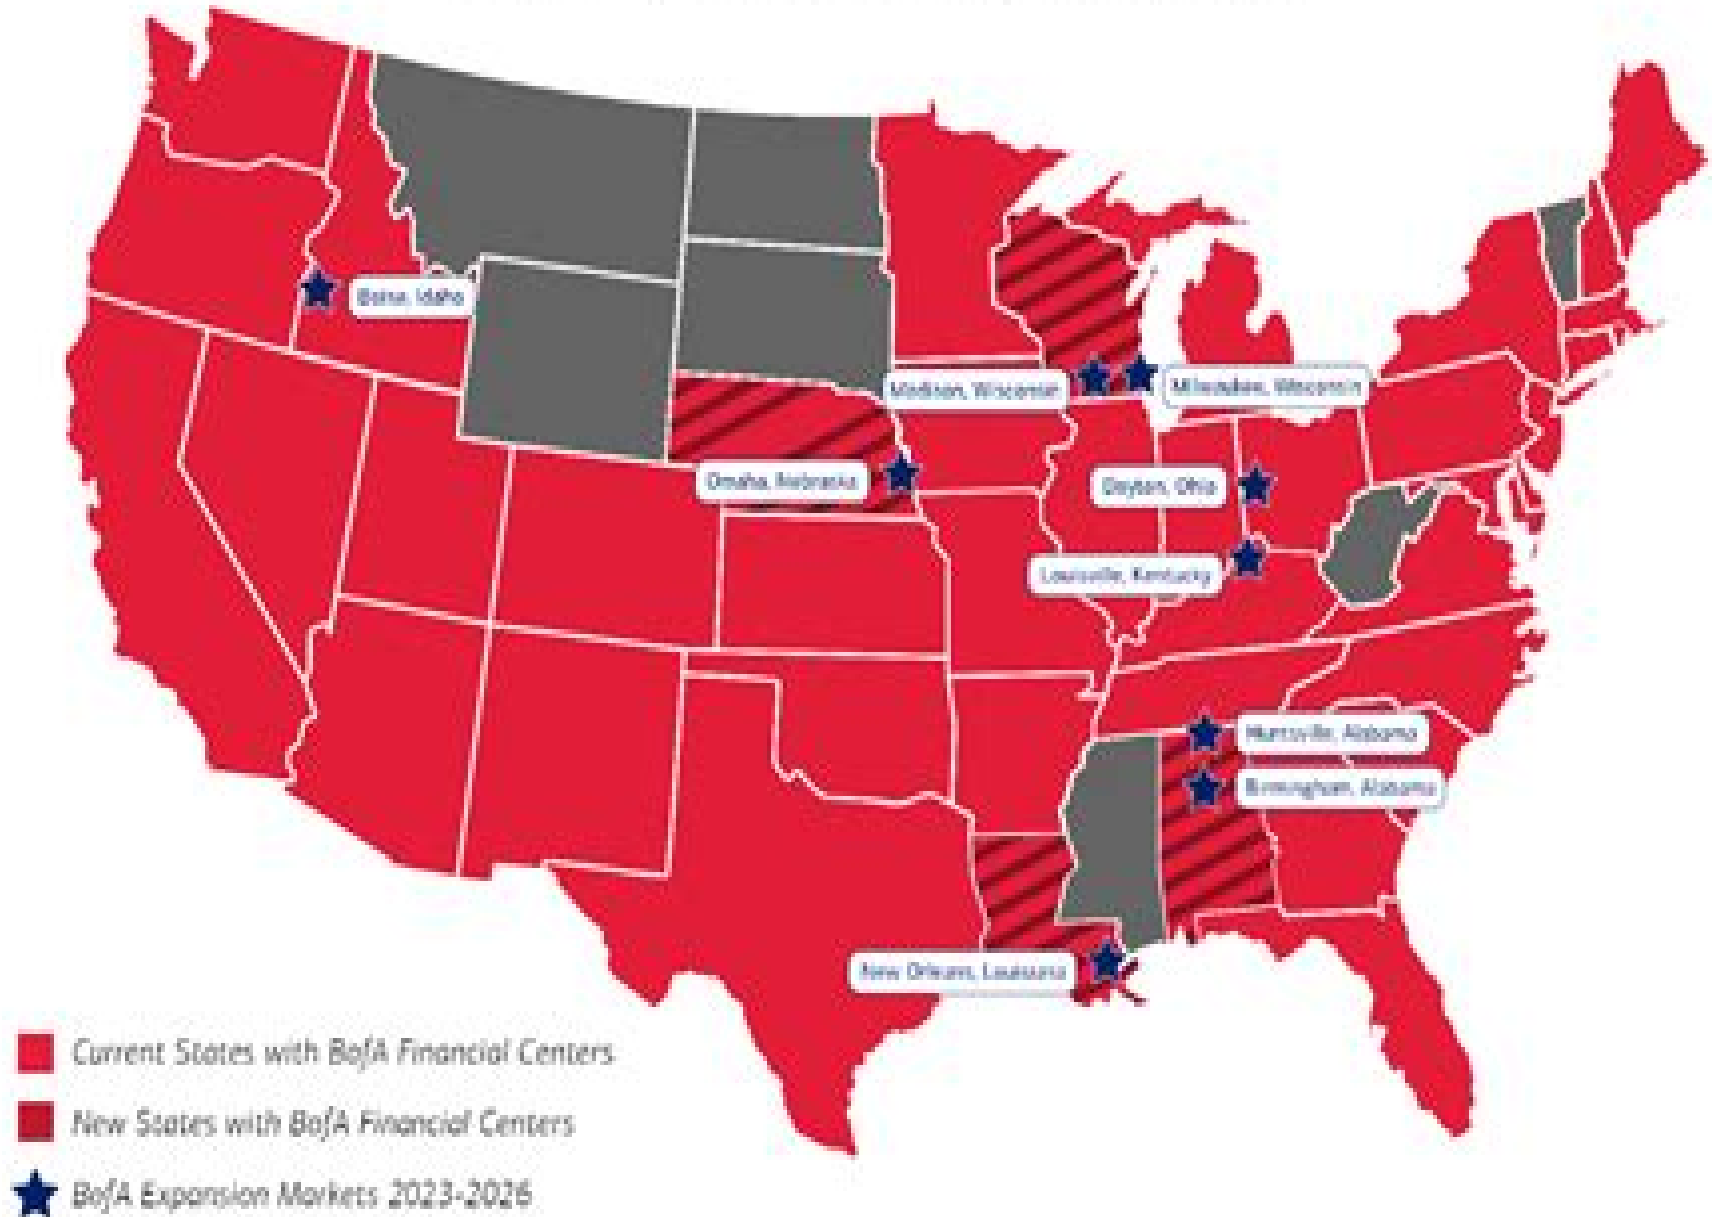 Boise, Idaho
Madison, Wisconsin
Milwaukee, Wisconsin
Omaha, Nebraska
Dayton, Ohio
Louisville, Kentucky
Huntsville, Alabama
Birmingham, Alabama
New Orleans, Louisiana
Current States with BofA Financial Centers
New States with BofA Financial Centers
BofA Expansion Markets 2023-2026